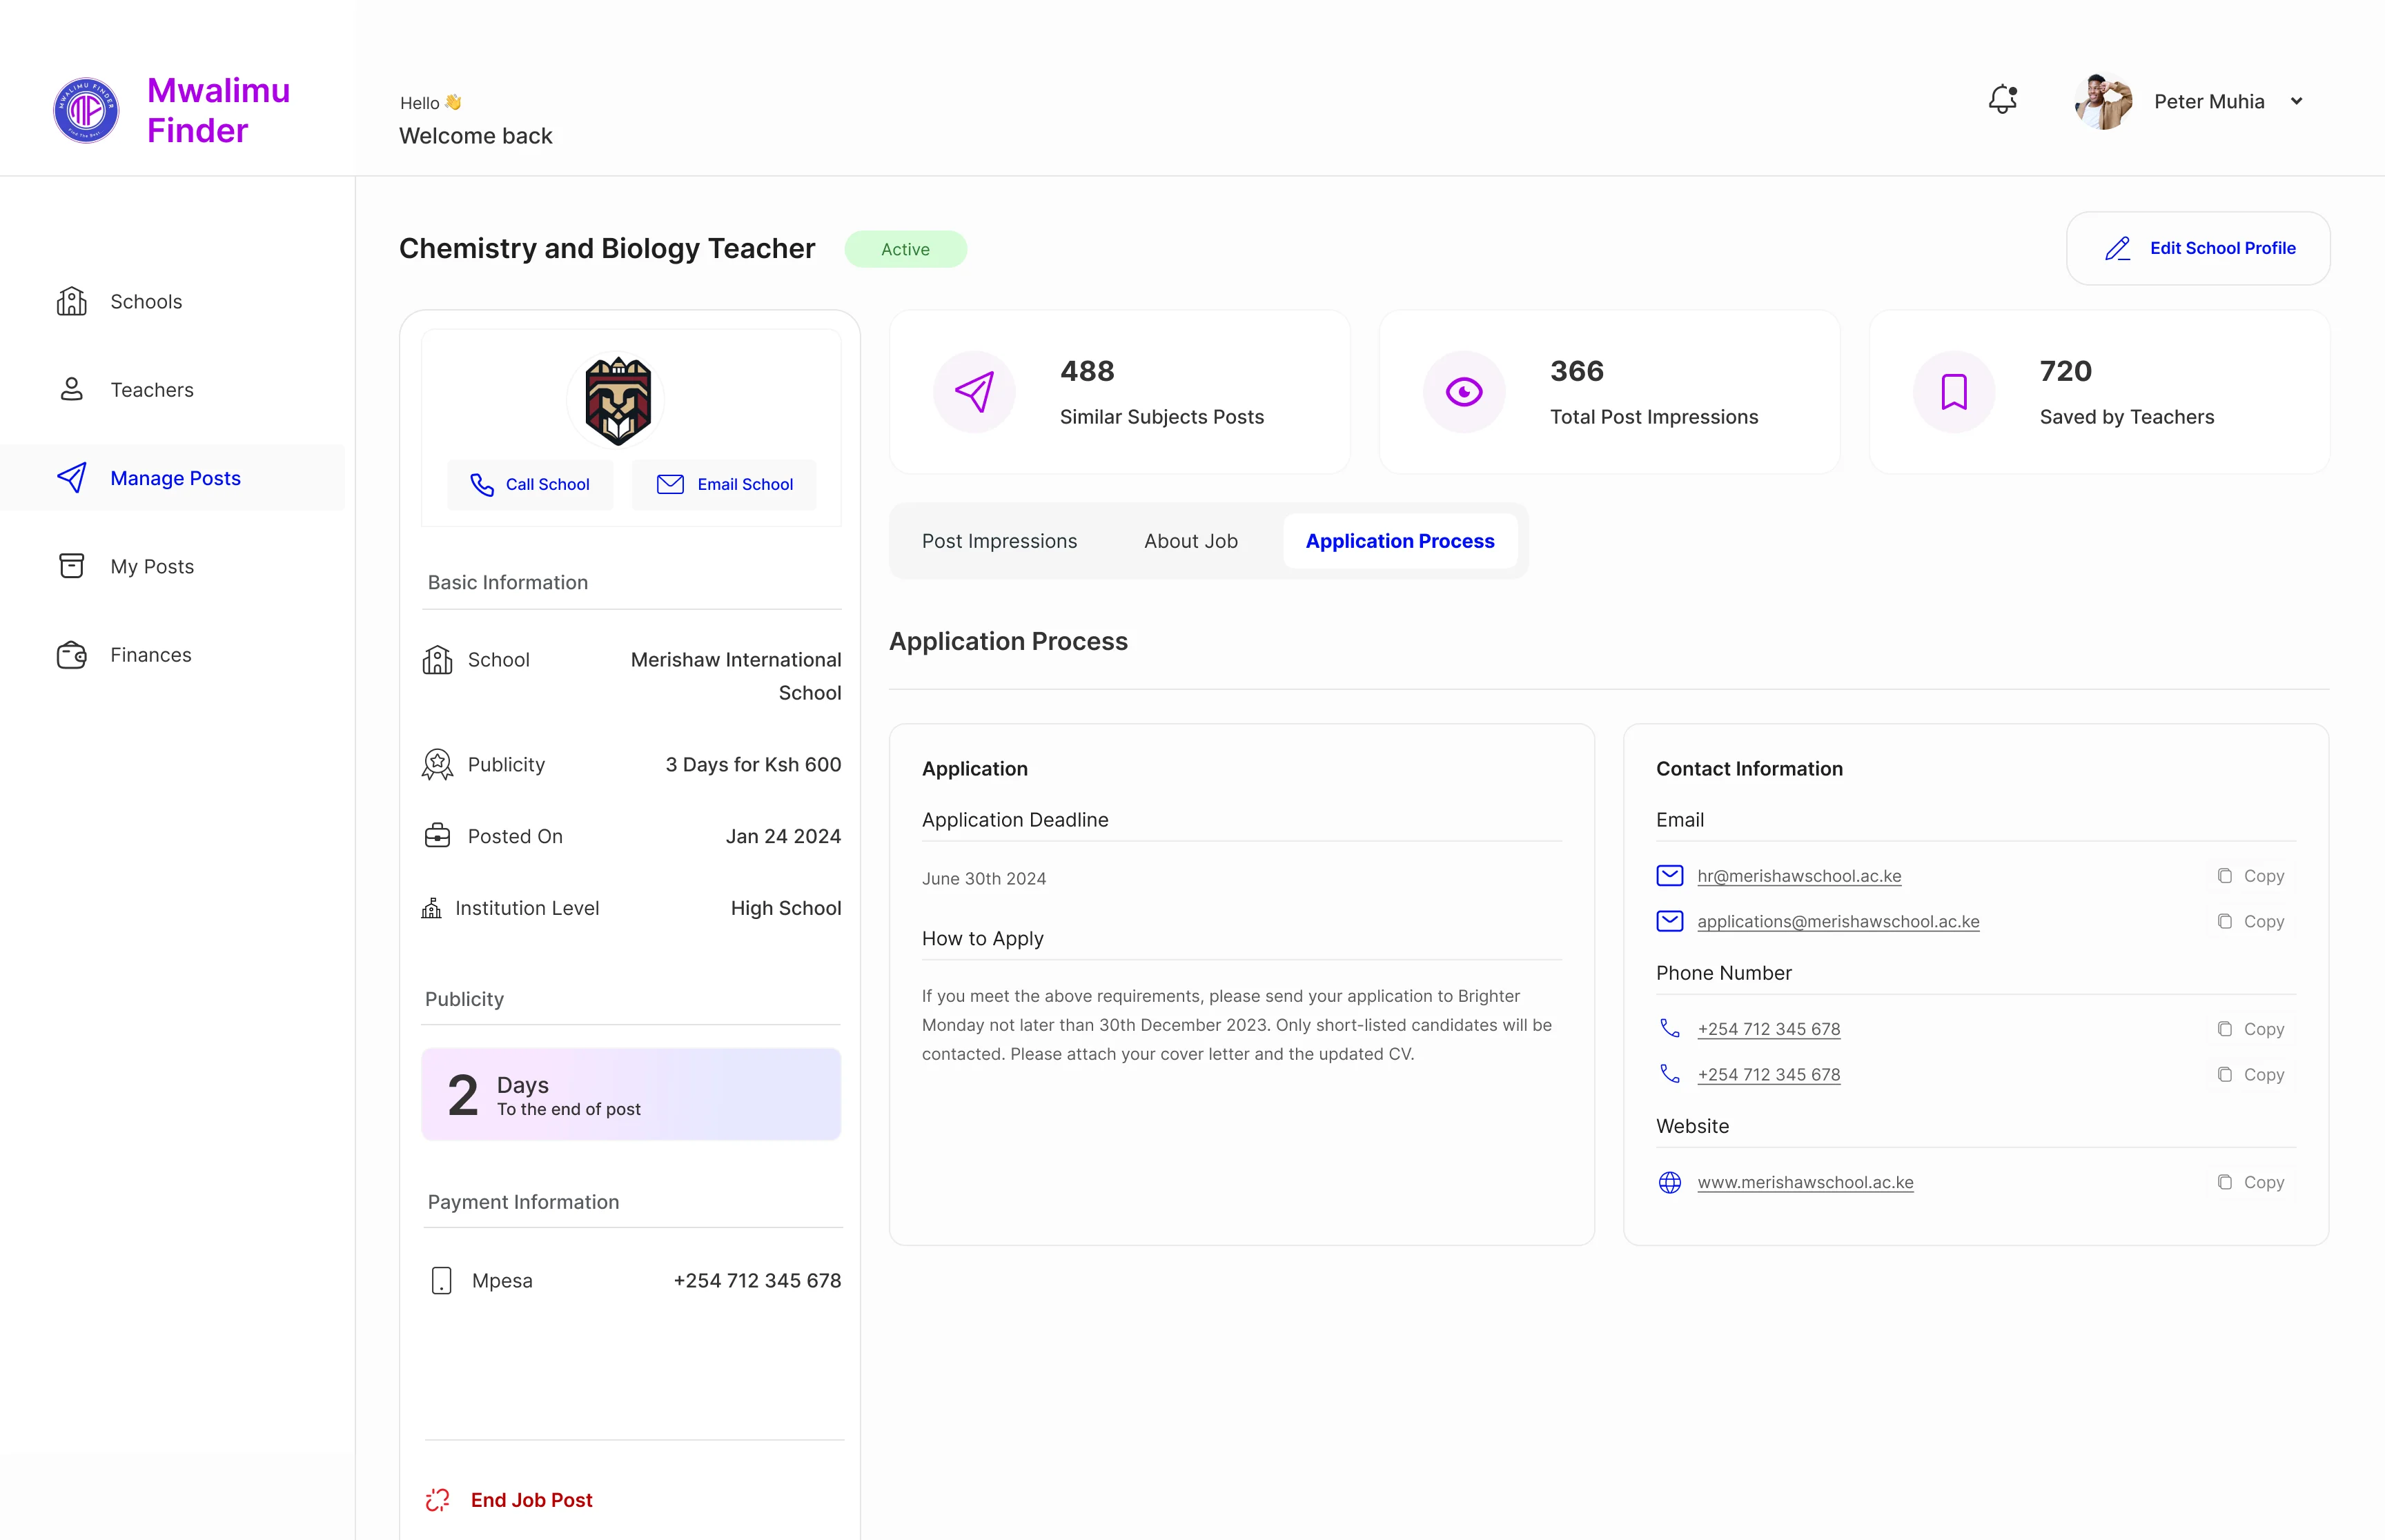 MWALIMU FINDER
Find The Best
Mwalimu
Finder
Hello 👋
Welcome back
Peter Muhia
Schools
Teachers
Manage Posts
My Posts
Finances
Chemistry and Biology Teacher
Active
Edit School Profile
Call School
Email School
Basic Information
School
Merishaw International
School
Publicity
3 Days for Ksh 600
Posted On
Jan 24 2024
Institution Level
High School
Publicity
2
Days
To the end of post
Payment Information
Mpesa
+254 712 345 678
End Job Post
488
Similar Subjects Posts
366
Total Post Impressions
720
Saved by Teachers
Post Impressions
About Job
Application Process
Application Process
Application
Application Deadline
June 30th 2024
How to Apply
If you meet the above requirements, please send your application to Brighter
Monday not later than 30th December 2023. Only short-listed candidates will be
contacted. Please attach your cover letter and the updated CV.
Contact Information
Email
hr@merishawschool.ac.ke
Copy
applications@merishawschool.ac.ke
Copy
Phone Number
+254 712 345 678
Copy
+254 712 345 678
Copy
Website
www.merishawschool.ac.ke
Copy